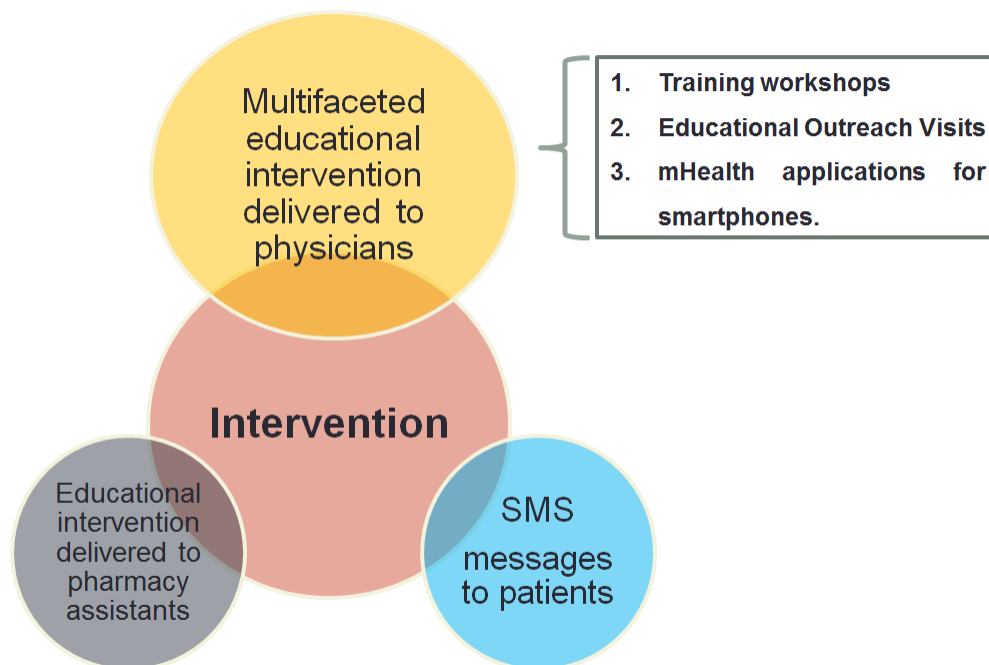 Multifaceted
educational
intervention
delivered to
physicians
1. Training workshops
2. Educational Outreach Visits
3. mHealth applications for
smartphones.
Intervention
Educational
intervention
delivered to
pharmacy
assistants
SMS
messages
to patients